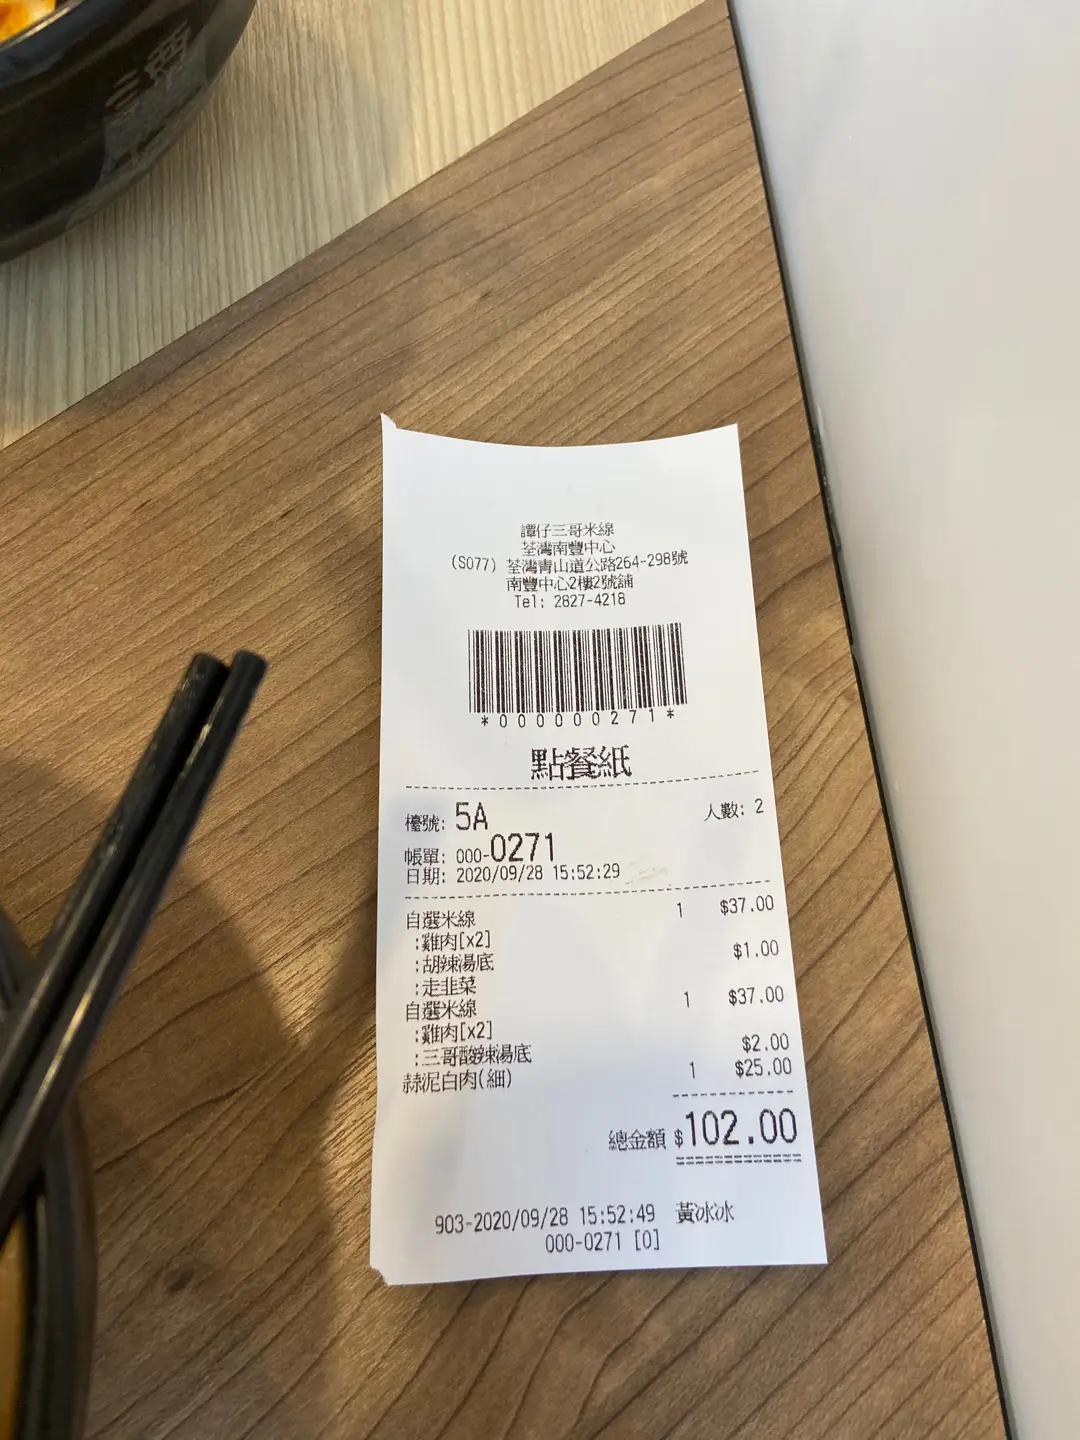 三哥
譚仔三哥米線
荃灣南豐中心
(S077) 荃灣青山道公路264-298號
南豐中心2樓2號舖
Tel: 2827-4218
*000000271*
點餐紙
檯號: 5A 人數: 2
帳單: 000-0271
日期: 2020/09/28 15:52:29
自選米線 1 $37.00
:雞肉[x2]
:胡辣湯底 $1.00
:走韭菜
自選米線 1 $37.00
:雞肉[x2]
:三哥酸辣湯底 $2.00
蒜泥白肉(細) 1 $25.00
總金額 $102.00
903-2020/09/28 15:52:49 黃冰冰
000-0271 [0]